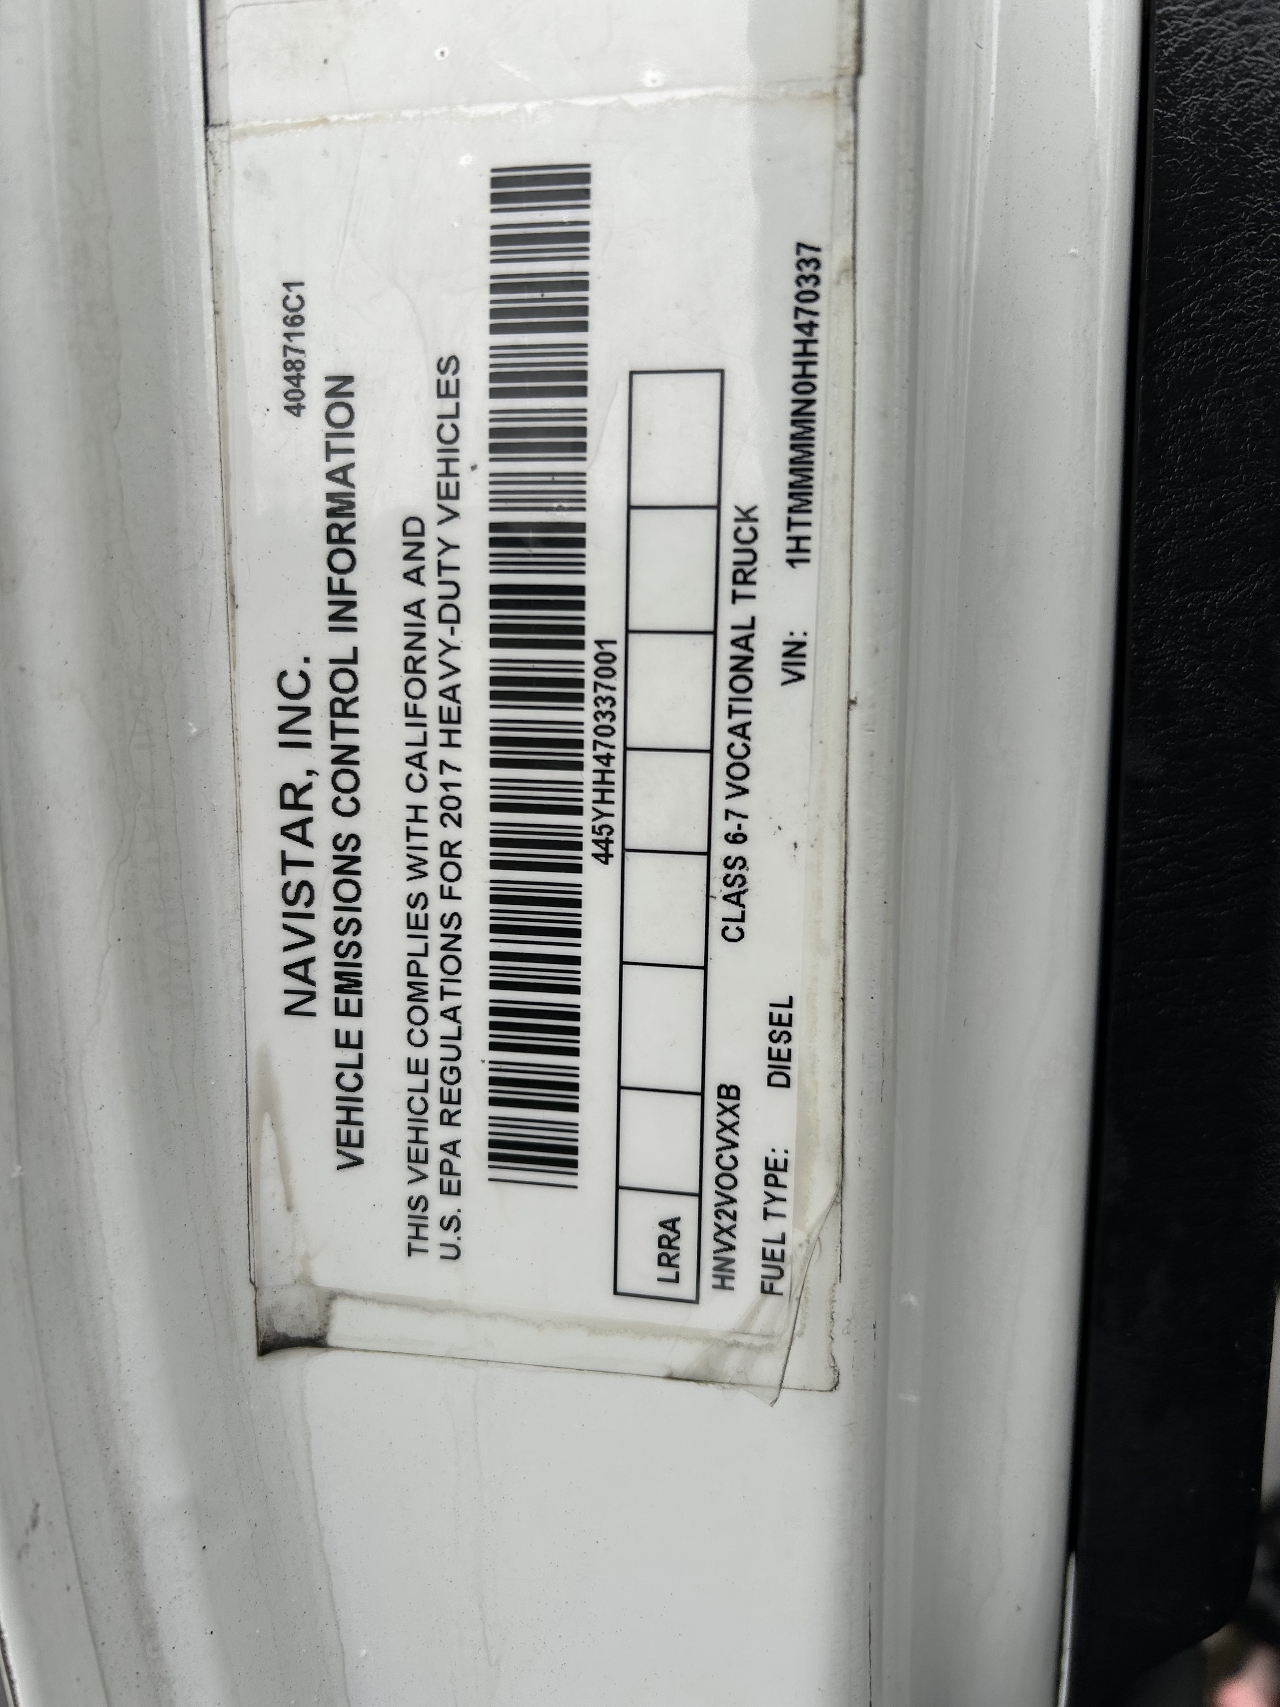 4048716C1
NAVISTAR, INC.
VEHICLE EMISSIONS CONTROL INFORMATION
THIS VEHICLE COMPLIES WITH CALIFORNIA AND
U.S. EPA REGULATIONS FOR 2017 HEAVY-DUTY VEHICLES
445YHH470337001
LRRA
HNVX2VOCVXXB CLASS 6-7 VOCATIONAL TRUCK
FUEL TYPE: DIESEL VIN: 1HTMMMMN0HH470337